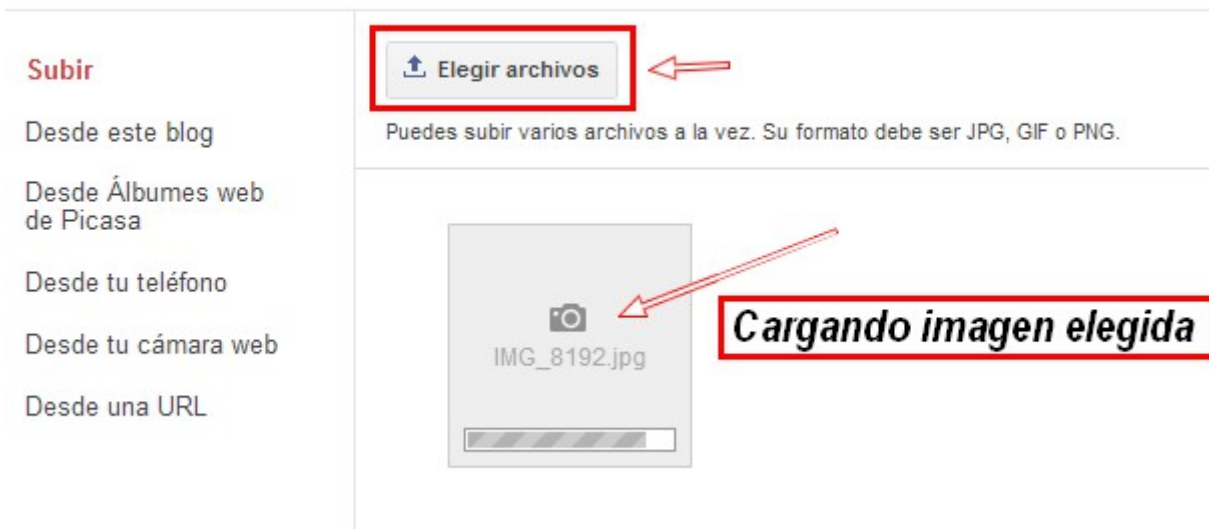 Subir
Desde este blog
Desde Álbumes web
de Picasa
Desde tu teléfono
Desde tu cámara web
Desde una URL
Elegir archivos
Puedes subir varios archivos a la vez. Su formato debe ser JPG, GIF o PNG.
IMG_8192.jpg
Cargando imagen elegida